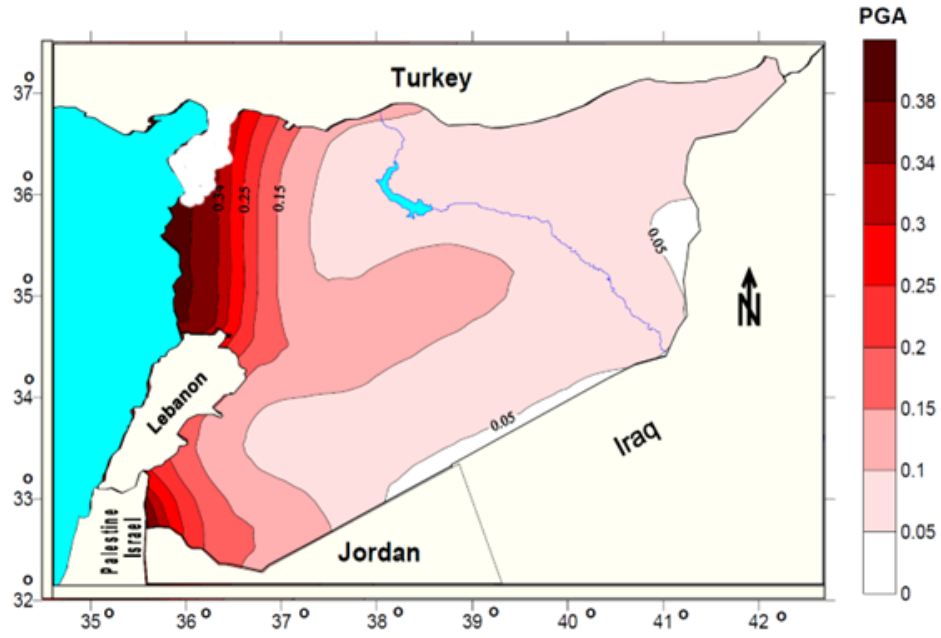 PGA
Turkey
0.34
0.25
0.15
0.05
0.05
N
Lebanon
Iraq
Palestine
Israel
Jordan
0.38
0.34
0.3
0.25
0.2
0.15
0.1
0.05
0
37 o
36 o
35 o
34 o
33 o
32 o
35 o 36 o 37 o 38 o 39 o 40 o 41 o 42 o